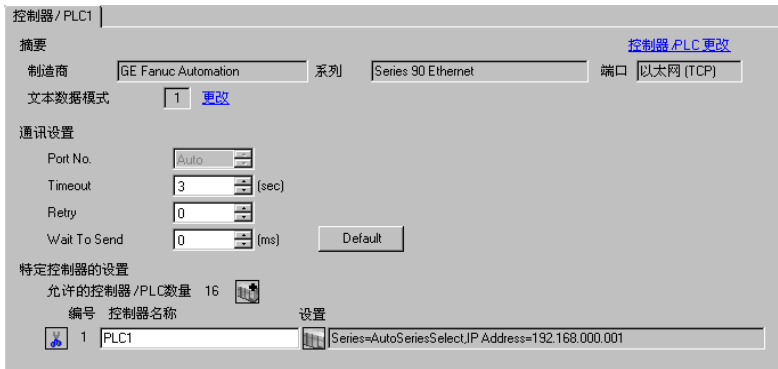 控制器/ PLC1
摘要 控制器/PLC更改
制造商 GE Fanuc Automation 系列 Series 90 Ethernet 端口 以太网 (TCP)
文本数据模式 1 更改
通讯设置
Port No. Auto
Timeout 3 (sec)
Retry 0
Wait To Send 0 (ms) Default
特定控制器的设置
允许的控制器/PLC数量 16
编号 控制器名称 设置
1 PLC1 Series=AutoSeriesSelect,IP Address=192.168.000.001